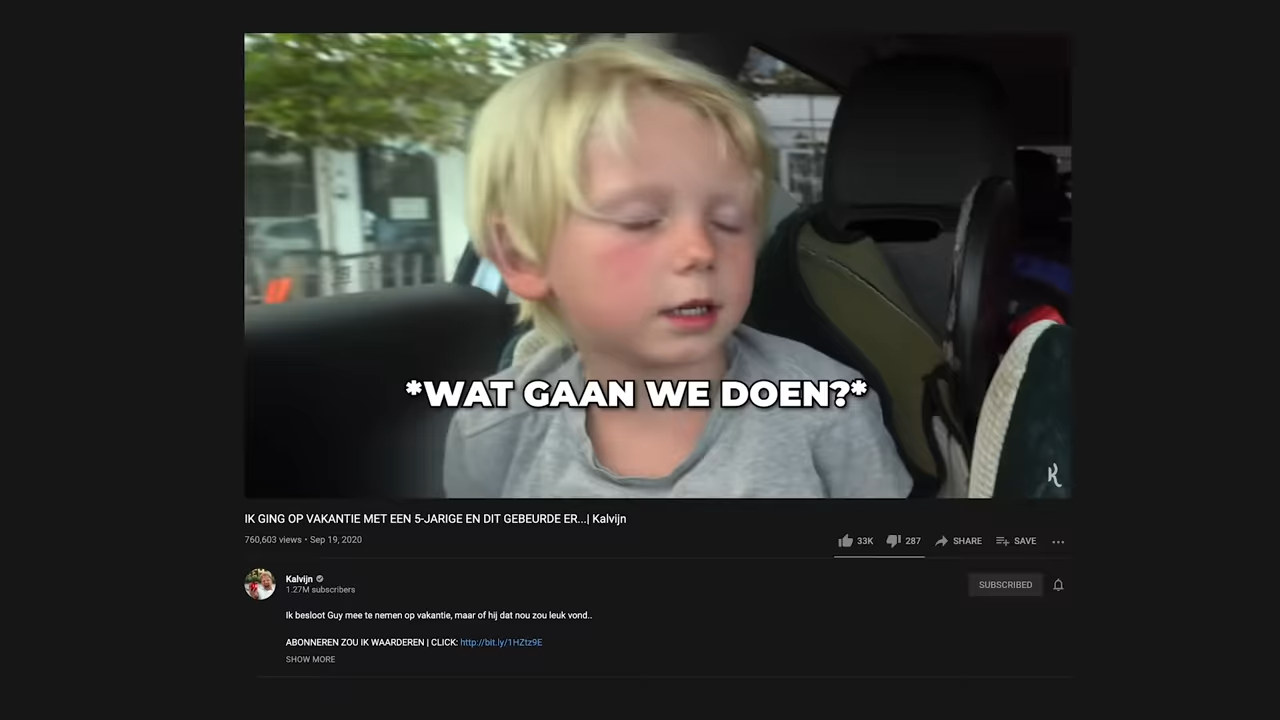 *WAT GAAN WE DOEN?*
IK GING OP VAKANTIE MET EEN 5-JARIGE EN DIT GEBEURDE ER...| Kalvijn
760,603 views • Sep 19, 2020
33K 287 SHARE SAVE
Kalvijn
1.27M subscribers
SUBSCRIBED
Ik besloot Guy mee te nemen op vakantie, maar of hij dat nou zou leuk vond..
ABONNEREN ZOU IK WAARDEREN | CLICK: http://bit.ly/1HZtz9E
SHOW MORE